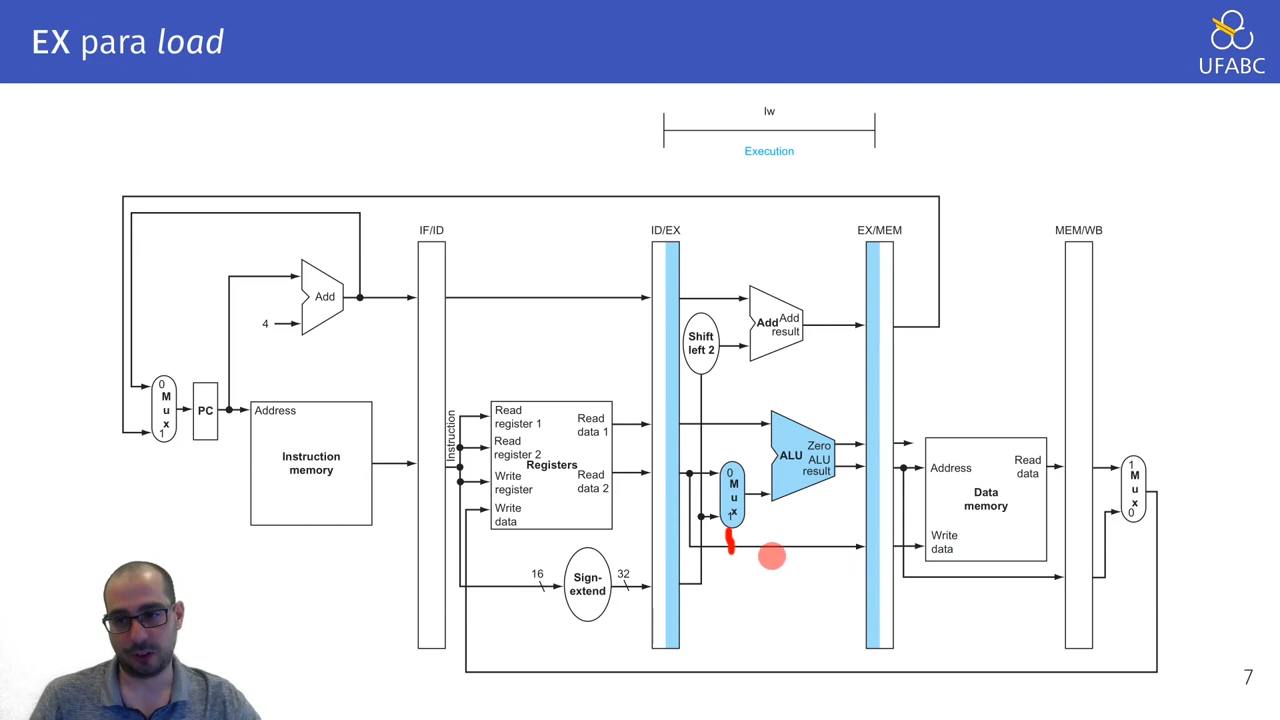 EX para load
UFABC
lw
Execution
IF/ID
ID/EX
EX/MEM
MEM/WB
Add
4
Shift
left 2
Add
Add
result
0
M
u
x
1
PC
Address
Instruction
memory
Instruction
Read
register 1
Read
register 2
Write
register
Write
data
Registers
Read
data 1
Read
data 2
16
Sign-
extend
32
0
M
u
x
1
Zero
ALU
ALU
result
Address
Read
data
Data
memory
Write
data
1
M
u
x
0
7